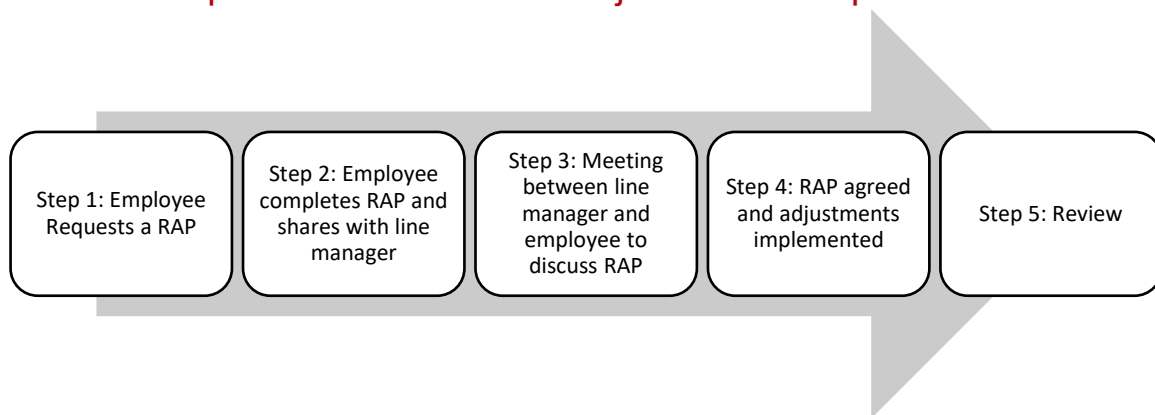 Step 1: Employee
Requests a RAP
Step 2: Employee
completes RAP and
shares with line
manager
Step 3: Meeting
between line
manager and
employee to
discuss RAP
Step 4: RAP agreed
and adjustments
implemented
Step 5: Review